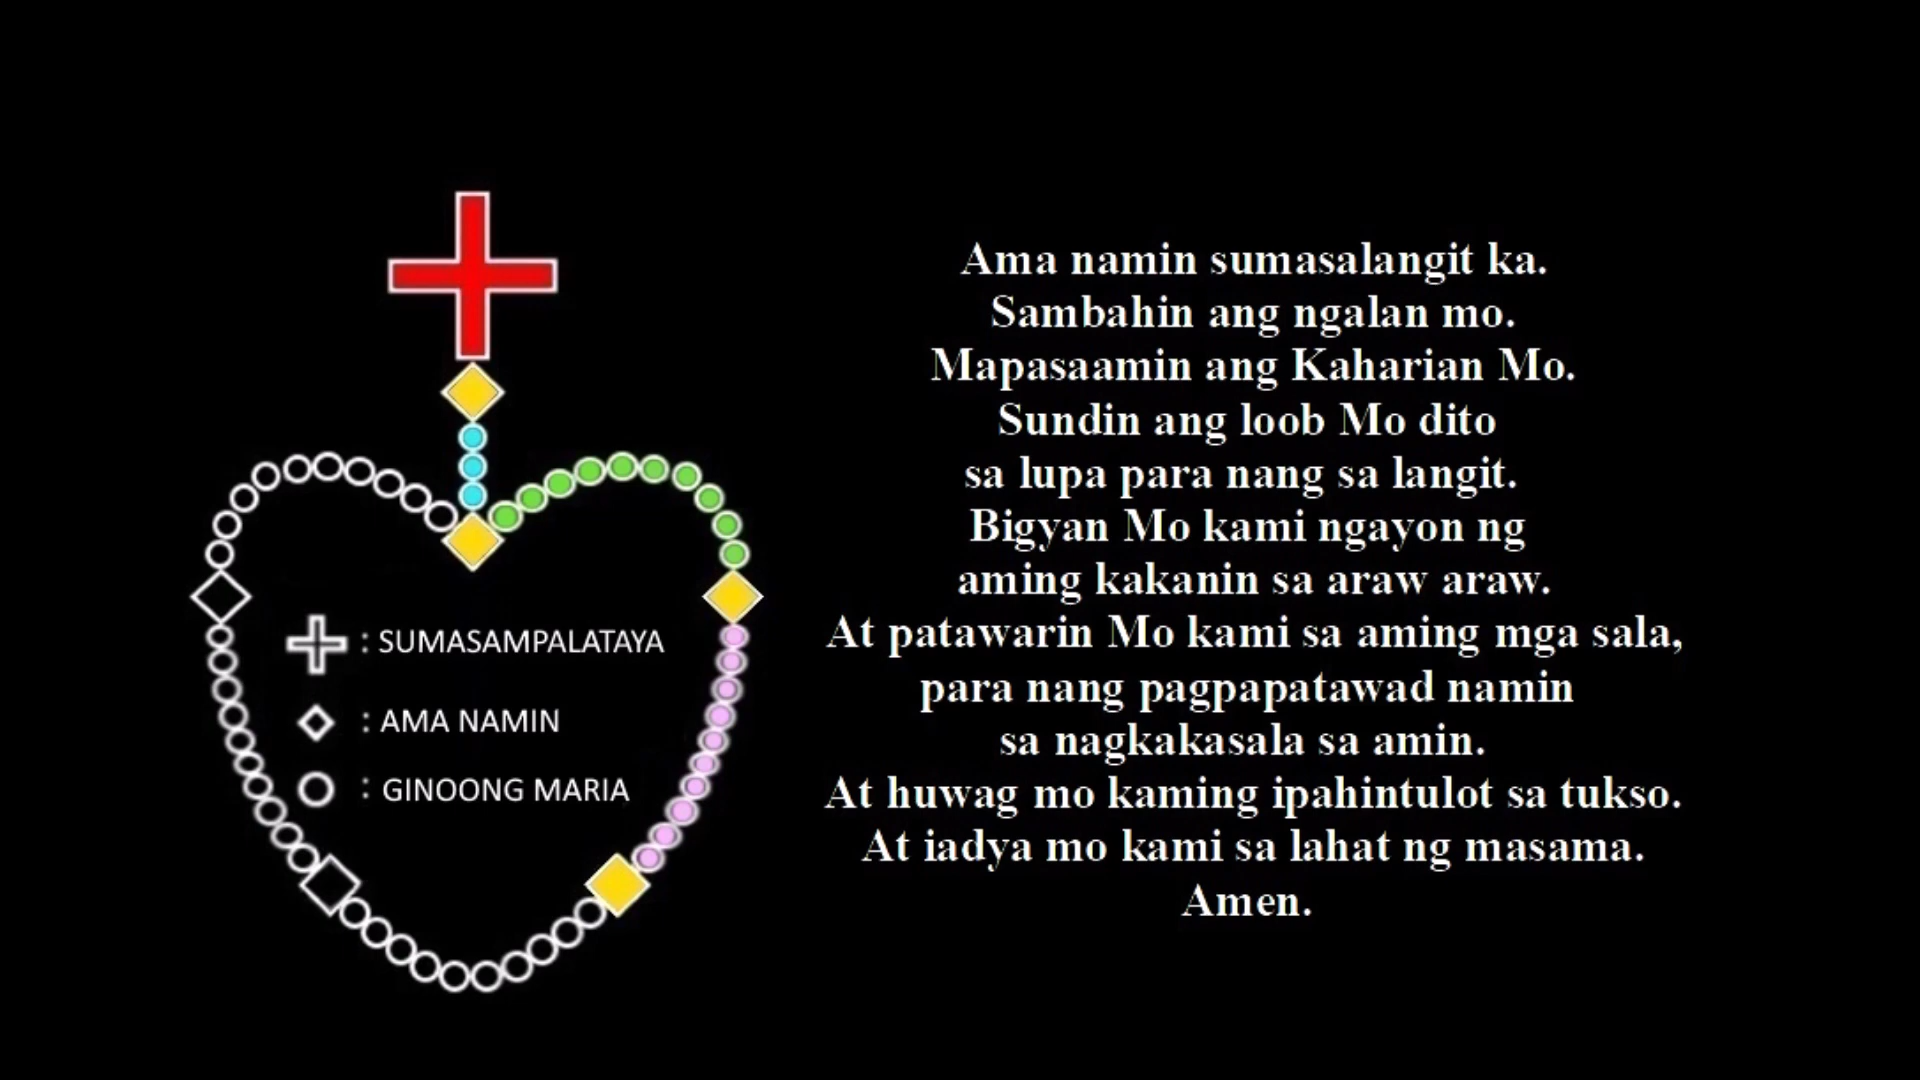 : SUMASAMPALATAYA
: AMA NAMIN
: GINOONG MARIA
Ama namin sumasalangit ka.
Sambahin ang ngalan mo.
Mapasaamin ang Kaharian Mo.
Sundin ang loob Mo dito
sa lupa para nang sa langit.
Bigyan Mo kami ngayon ng
aming kakanin sa araw araw.
At patawarin Mo kami sa aming mga sala,
para nang pagpapatawad namin
sa nagkakasala sa amin.
At huwag mo kaming ipahintulot sa tukso.
At iadya mo kami sa lahat ng masama.
Amen.